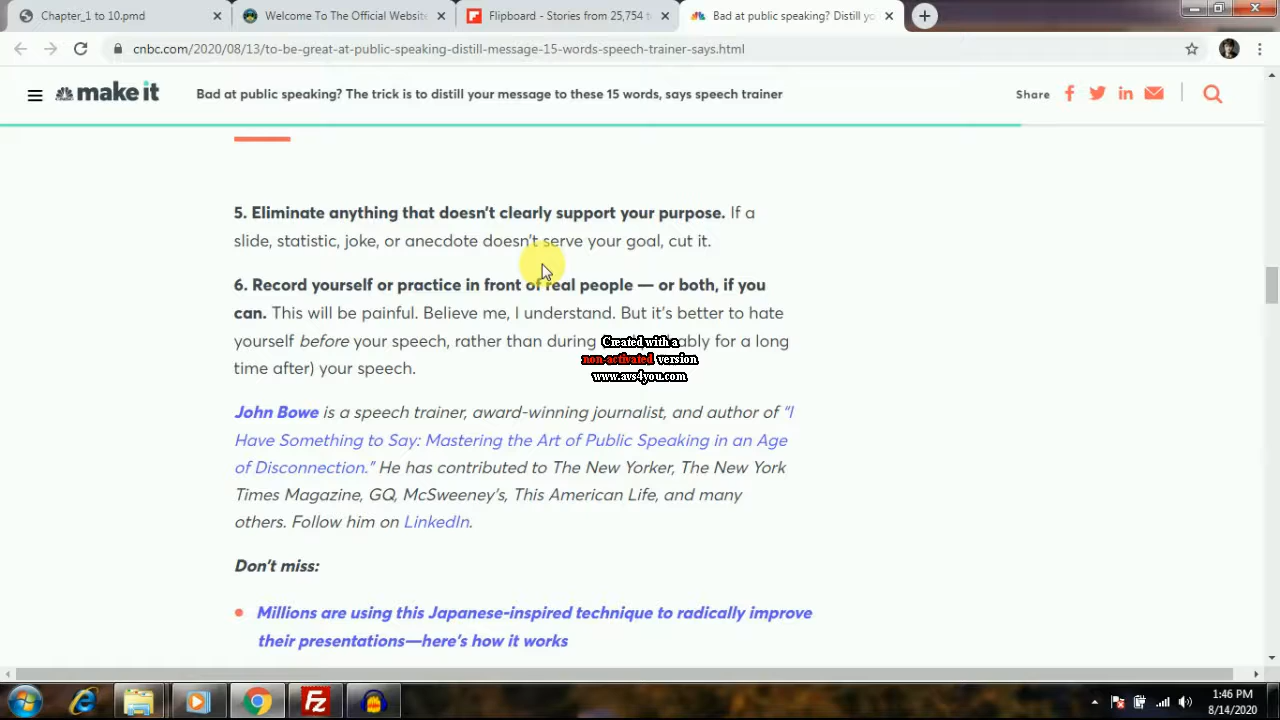 Chapter_1 to 10.pmd
Welcome To The Official Website
Flipboard - Stories from 25,754 to
Bad at public speaking? Distill yo
cnbc.com/2020/08/13/to-be-great-at-public-speaking-distill-message-15-words-speech-trainer-says.html
make it
Bad at public speaking? The trick is to distill your message to these 15 words, says speech trainer
Share
5. Eliminate anything that doesn't clearly support your purpose. If a
slide, statistic, joke, or anecdote doesn't serve your goal, cut it.
6. Record yourself or practice in front of real people — or both, if you
can. This will be painful. Believe me, I understand. But it's better to hate
yourself before your speech, rather than during ably for a long
time after) your speech.
Created with a
non-activated version
www.avs4you.com
John Bowe is a speech trainer, award-winning journalist, and author of "I
Have Something to Say: Mastering the Art of Public Speaking in an Age
of Disconnection." He has contributed to The New Yorker, The New York
Times Magazine, GQ, McSweeney's, This American Life, and many
others. Follow him on LinkedIn.
Don't miss:
Millions are using this Japanese-inspired technique to radically improve
their presentations—here's how it works
1:46 PM
8/14/2020